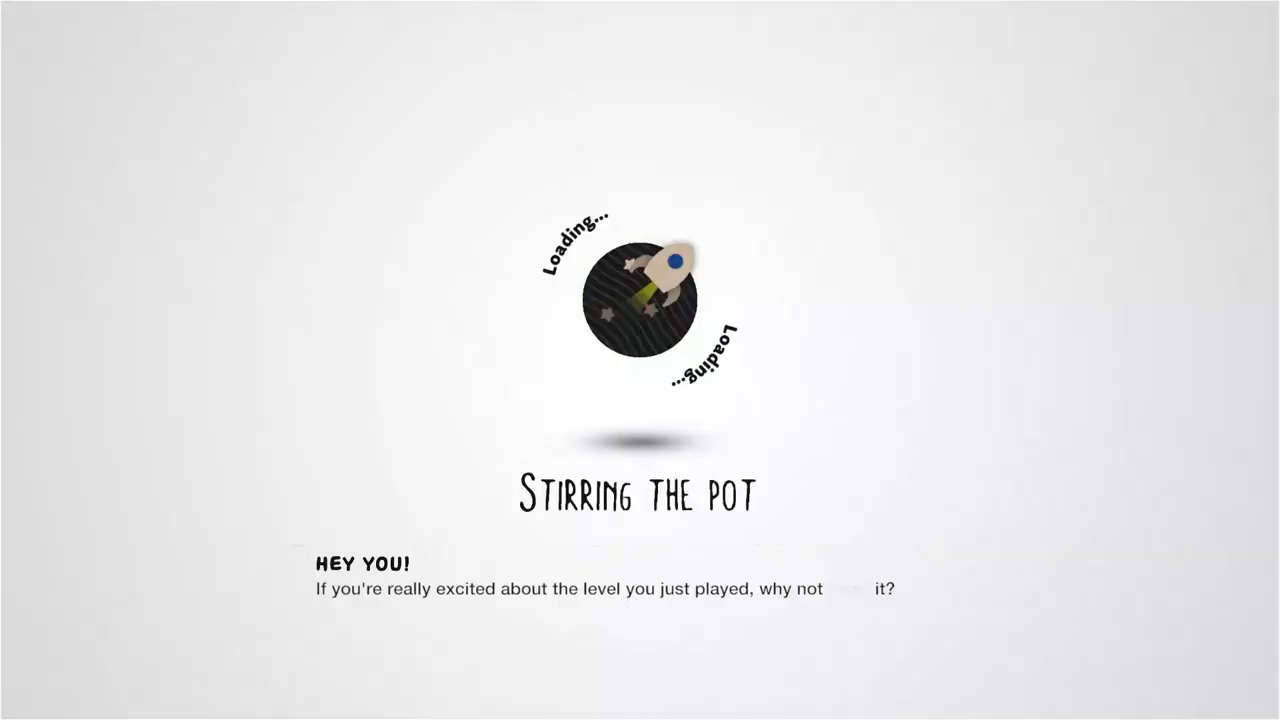 Loading...
Loading...
STIRRING THE POT
HEY YOU!
If you're really excited about the level you just played, why not it?